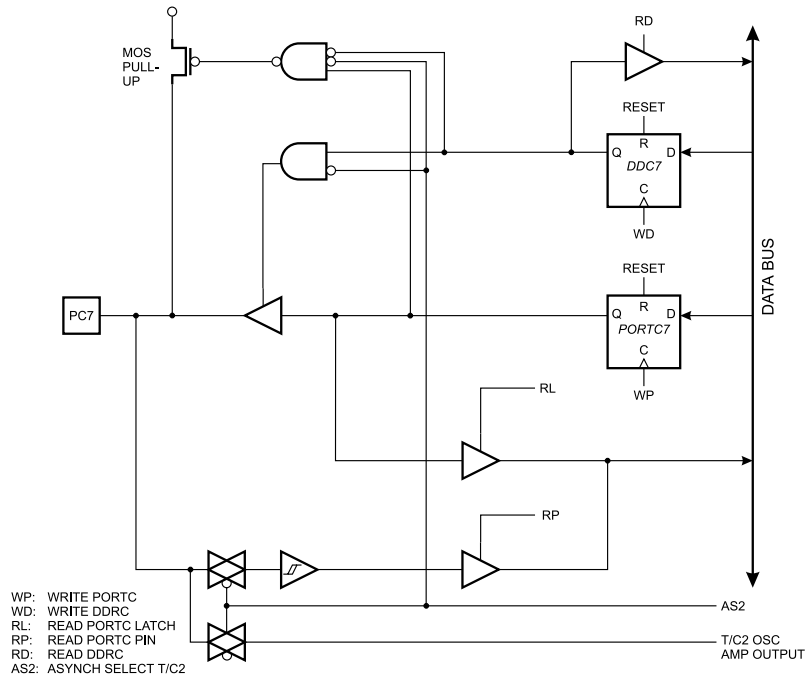 RD
MOS
PULL-
UP
RESET
R
Q
D
DDC7
C
WD
DATA BUS
RESET
R
Q
D
PC7
PORTC7
C
WP
RL
RP
WP: WRITE PORTC
WD: WRITE DDRC
RL: READ PORTC LATCH
RP: READ PORTC PIN
RD: READ DDRC
AS2: ASYNCH SELECT T/C2
AS2
T/C2 OSC
AMP OUTPUT